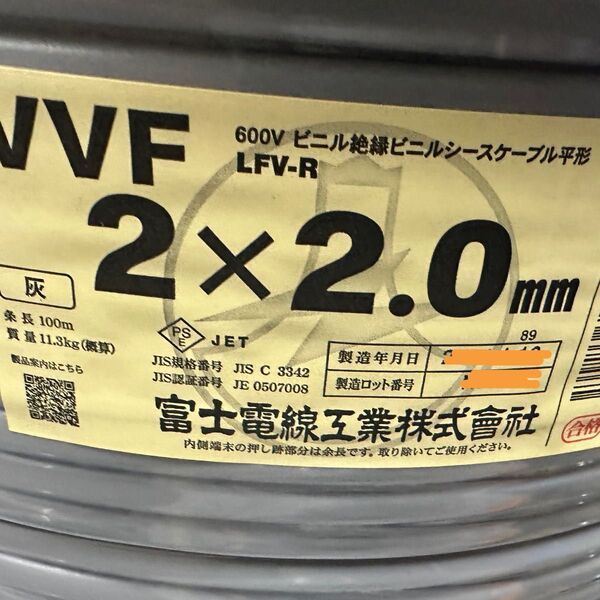 VVF
600V ビニル絶縁ビニルシースケーブル平形
LFV-R
2×2.0mm
灰
条長 100m
質量 11.3kg(概算)
製品案内はこちら
PS
E
JET
JIS規格番号 JIS C 3342
JIS認証番号 JE 0507008
89
製造年月日
製造ロット番号
富士電線工業株式會社
内側端末の押し跡部分は余長です。取り除いてご使用ください。
合格